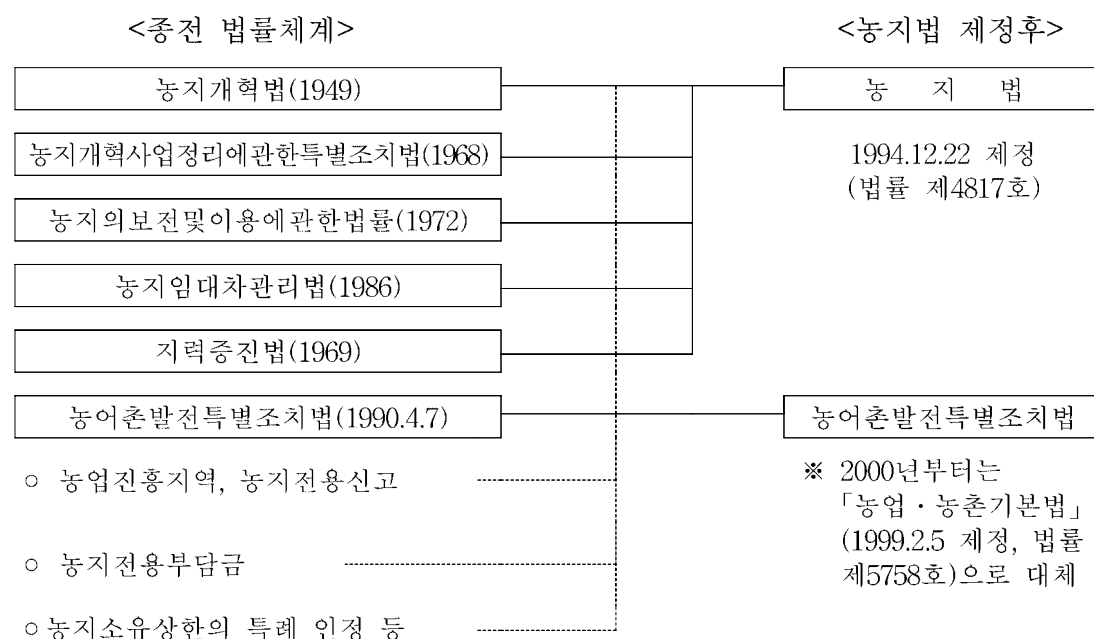 <종전 법률체계>
<농지법 제정후>
농지개혁법(1949)
농 지 법
농지개혁사업정리에관한특별조치법(1968)
1994.12.22 제정
(법률 제4817호)
농지의보전및이용에관한법률(1972)
농지임대차관리법(1986)
지력증진법(1969)
농어촌발전특별조치법(1990.4.7)
농어촌발전특별조치법
○ 농업진흥지역, 농지전용신고
○ 농지전용부담금
○농지소유상한의 특례 인정 등
※ 2000년부터는
「농업·농촌기본법」
(1999.2.5 제정, 법률
제5758호)으로 대체